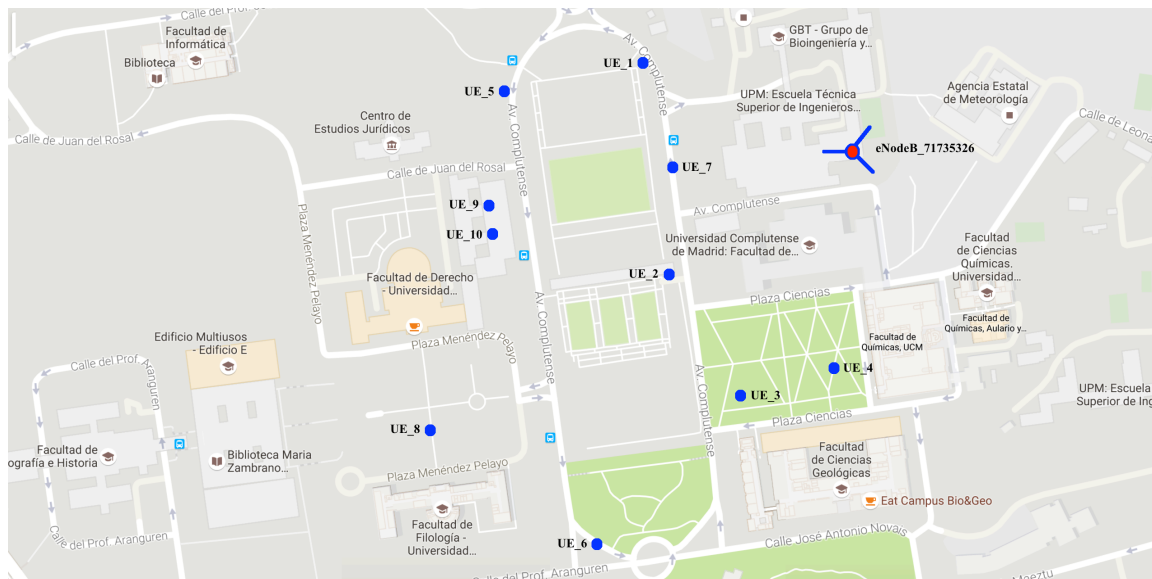 Facultad de
Informática
Biblioteca
UE_1
GBT - Grupo de
Bioingeniería y...
UE_5
UPM: Escuela Técnica
Superior de Ingenieros...
Agencia Estatal
de Meteorología
Av. Complutense
Av. Complutense
Centro de
Estudios Jurídicos
Calle de Juan del Rosal
eNodeB_71735326
Calle de Leona
UE_7
Calle de Juan del Rosal
UE_9
UE_10
Av. Complutense
Plaza Menéndez Pelayo
Universidad Complutense
de Madrid: Facultad de...
Facultad
de Ciencias
Químicas.
Universidad...
Facultad de Derecho
- Universidad...
UE_2
Plaza Ciencias
Facultad de
Químicas, Aulario y...
Av. Complutense
Edificio Multiusos
- Edificio E
Plaza Menéndez Pelayo
Facultad de
Químicas, UCM
Calle del Prof. Aranguren
UE_4
UE_3
UPM: Escuela
Superior de Ing
Av. Complutense
Plaza Ciencias
UE_8
Facultad de
ografía e Historia
Biblioteca Maria
Zambrano...
Plaza Menéndez Pelayo
Facultad
de Ciencias
Geológicas
Eat Campus Bio&Geo
Facultad de
Filología -
Universidad...
Calle del Prof. Aranguren
UE_6
Calle José Antonio Novais
Calle del Prof. Aranguren
Maeztu